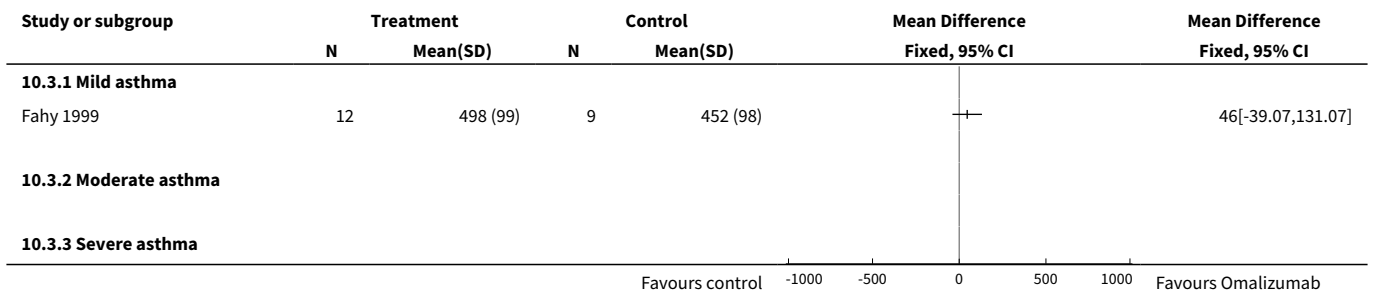 Study or subgroup Treatment Control Mean Difference Mean Difference
N Mean(SD) N Mean(SD) Fixed, 95% CI Fixed, 95% CI
10.3.1 Mild asthma
Fahy 1999 12 498 (99) 9 452 (98) 46[-39.07,131.07]
10.3.2 Moderate asthma
10.3.3 Severe asthma
Favours control -1000 -500 0 500 1000 Favours Omalizumab